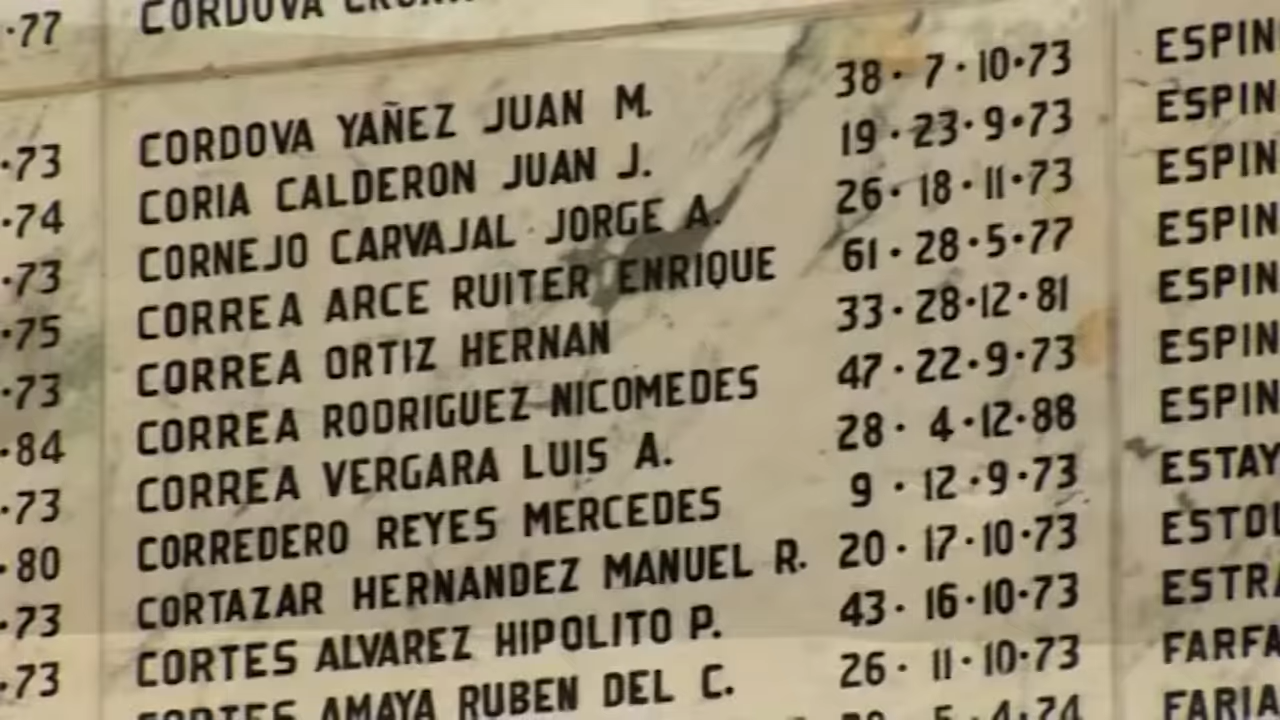 ·77
·73
·74
·73
·75
·73
·84
·73
·80
·73
·73
CORDOVA
CORDOVA YAÑEZ JUAN M. 38·7·10·73
CORIA CALDERON JUAN J. 19·23·9·73
CORNEJO CARVAJAL JORGE A. 26·18·11·73
CORREA ARCE RUITER ENRIQUE 61·28·5·77
CORREA ORTIZ HERNAN 33·28·12·81
CORREA RODRIGUEZ NICOMEDES 47·22·9·73
CORREA VERGARA LUIS A. 28·4·12·88
CORREDERO REYES MERCEDES 9·12·9·73
CORTAZAR HERNANDEZ MANUEL R. 20·17·10·73
CORTES ALVAREZ HIPOLITO P. 43·16·10·73
CORTES AMAYA RUBEN DEL C. 26·11·10·73
ESPIN
ESPIN
ESPIN
ESPIN
ESPIN
ESPIN
ESPIN
ESTAY
ESTO
ESTRA
FARFA
FARIA